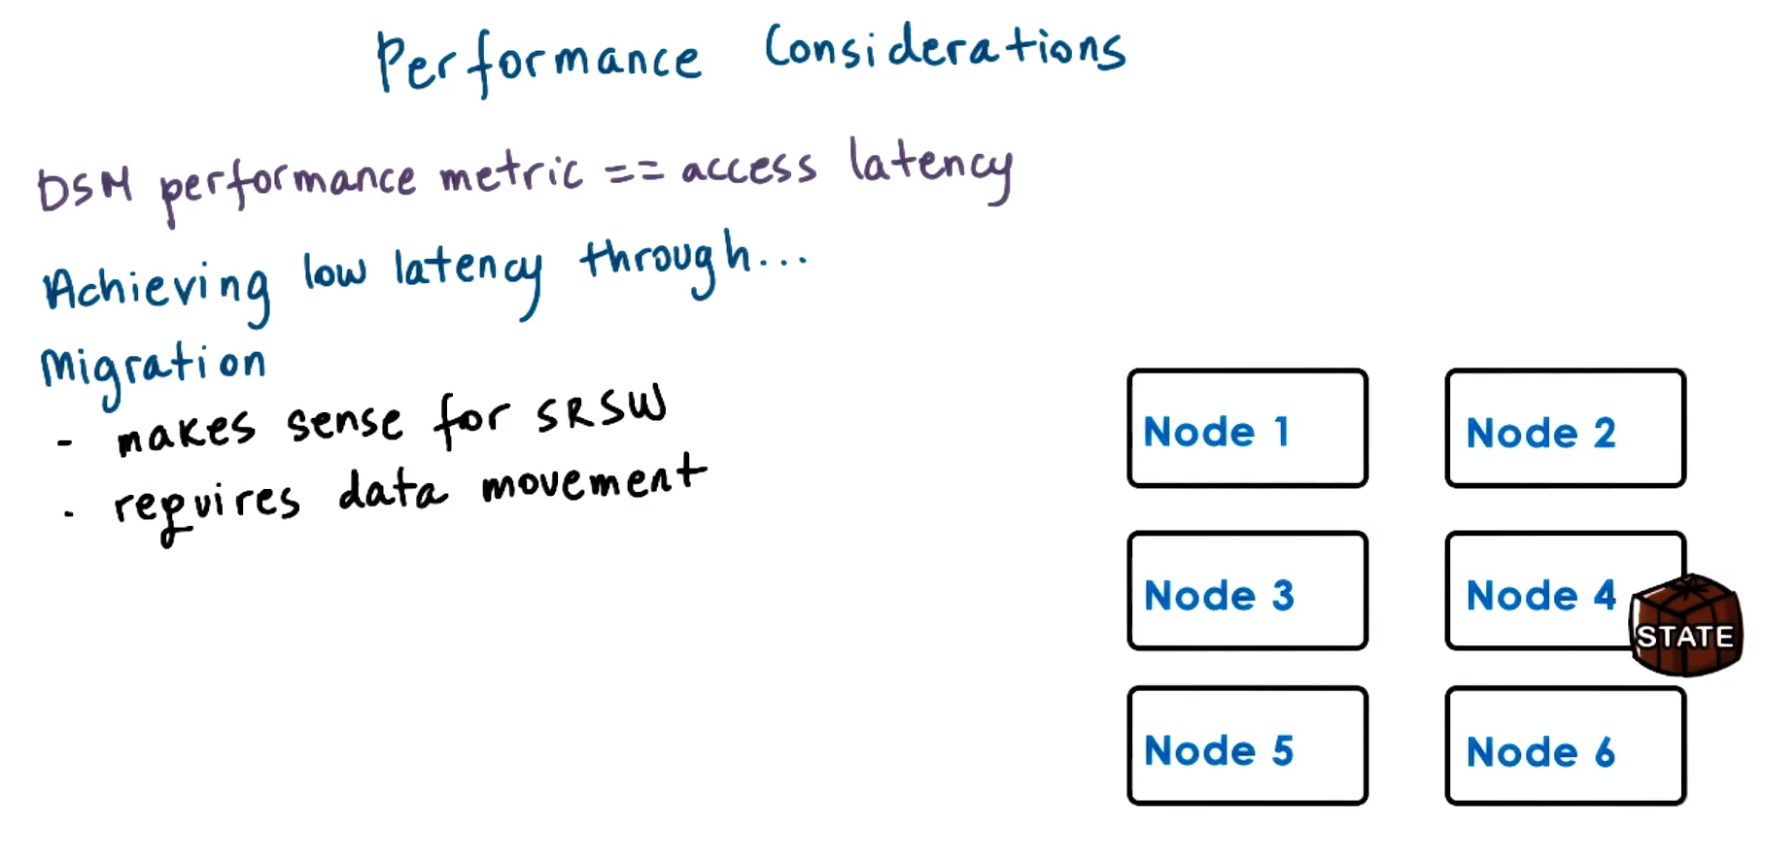 Performance Considerations
DSM performance metric == access latency
Achieving low latency through...
Migration
- makes sense for SRSW
- requires data movement
Node 1
Node 2
Node 3
Node 4
STATE
Node 5
Node 6